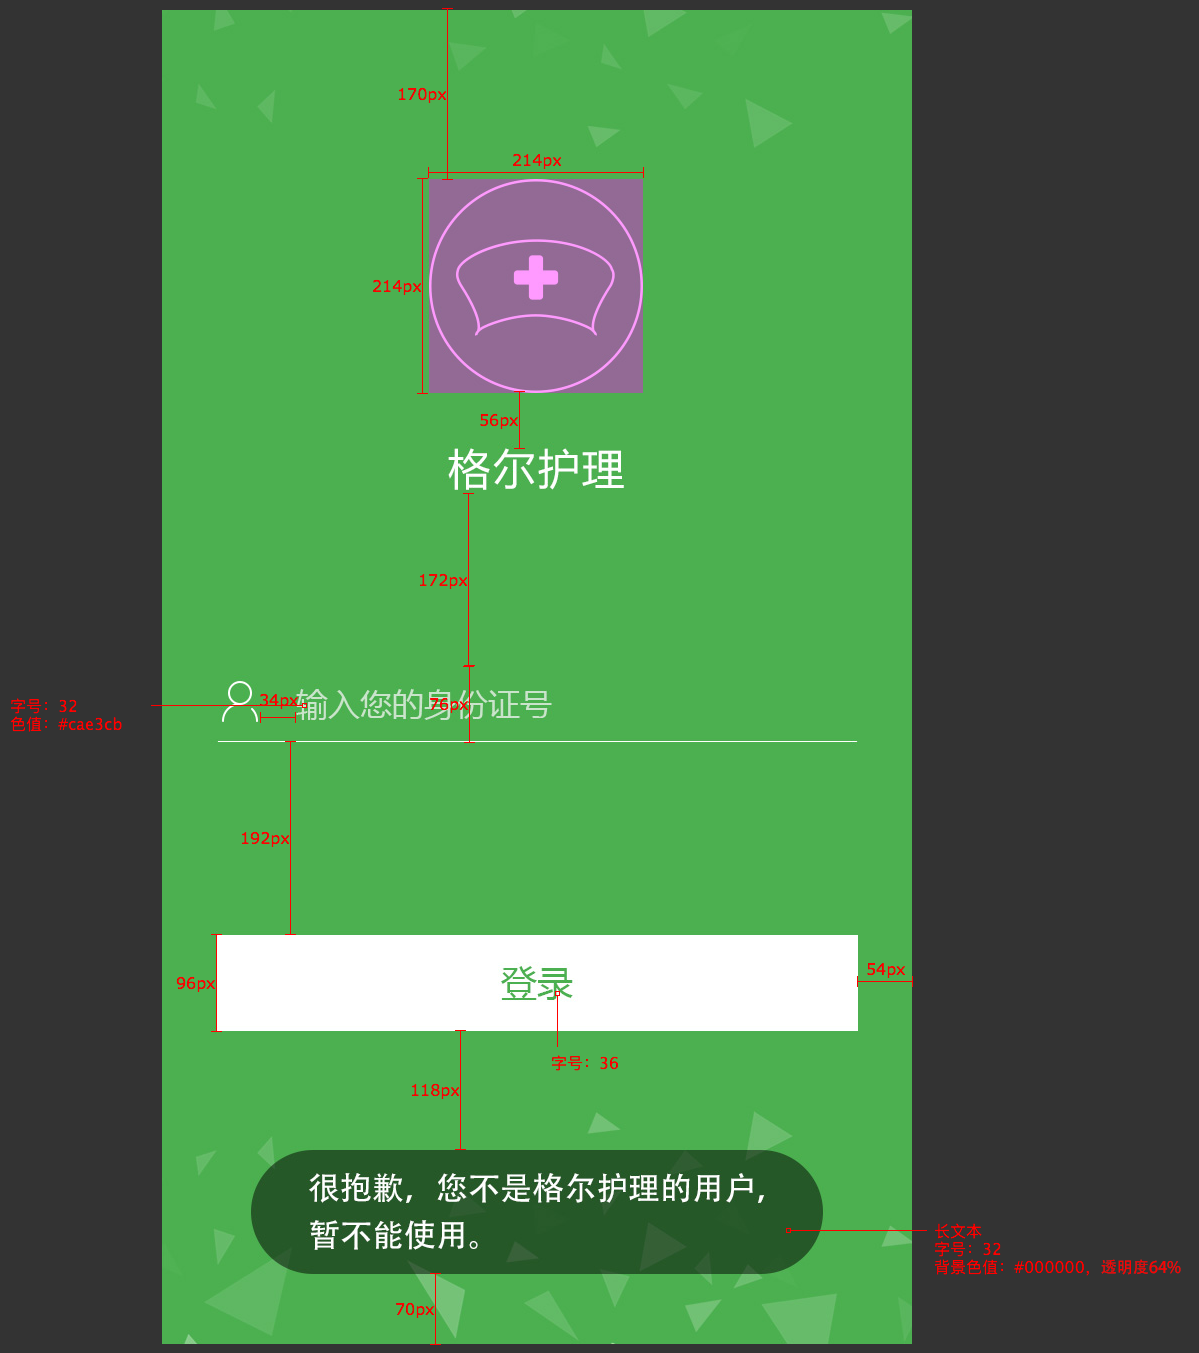 170px
214px
214px
56px
格尔护理
172px
字号：32
色值：#cae3cb
34px
输入您的身份证号
76px
192px
登录
96px
54px
字号：36
118px
很抱歉，您不是格尔护理的用户，
暂不能使用。
长文本
字号：32
背景色值：#000000，透明度64%
70px